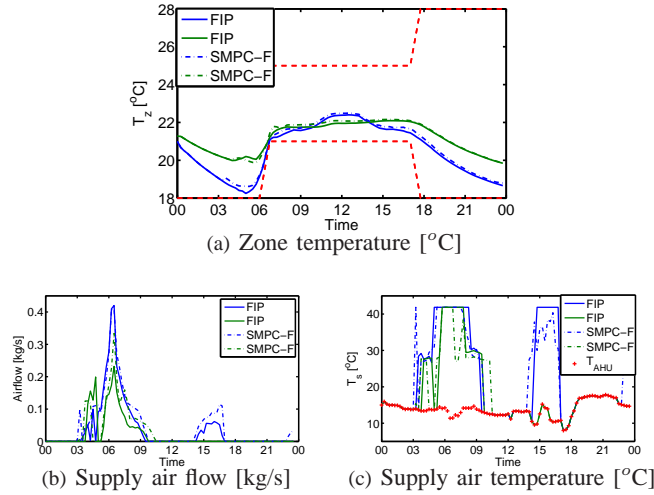 28
FIP
FIP
SMPC-F
SMPC-F
26
24
22
20
18
T_z [°C]
00 03 06 09 12 15 18 21 00
Time
(a) Zone temperature [°C]
0.4
0.3
0.2
0.1
0
Airflow [kg/s]
FIP
FIP
SMPC-F
SMPC-F
00 03 06 09 12 15 18 21 00
Time
(b) Supply air flow [kg/s]
40
30
20
10
T_s [°C]
FIP
FIP
SMPC-F
SMPC-F
T_AHU
00 03 06 09 12 15 18 21 00
Time
(c) Supply air temperature [°C]